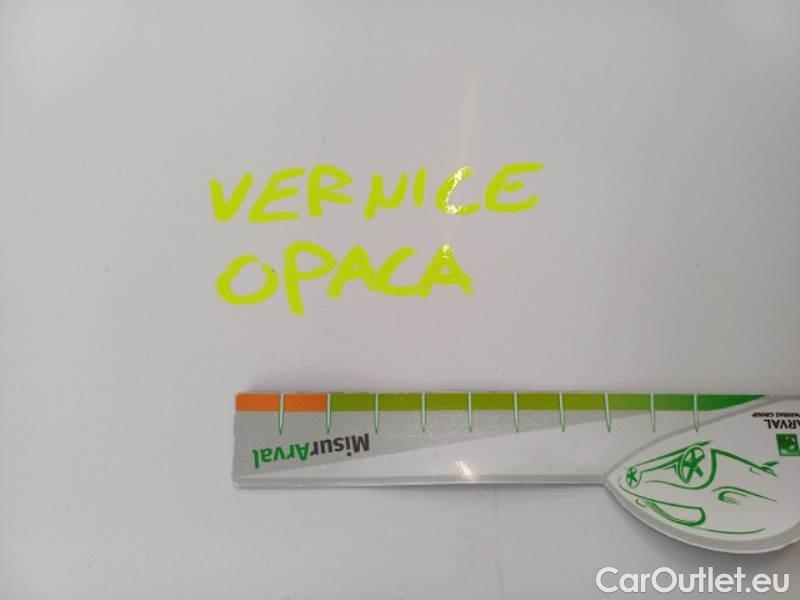 VERNICE
OPACA
MisurArval
ARVAL
CarOutlet.eu